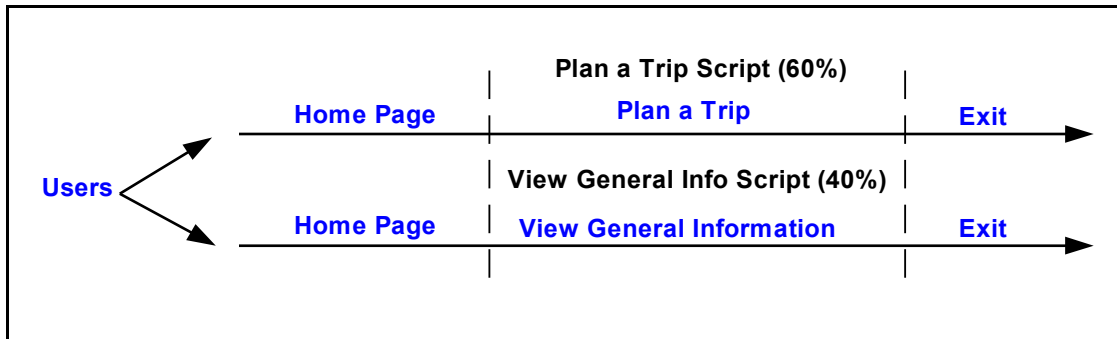 Plan a Trip Script (60%)
Home Page Plan a Trip Exit
Users
View General Info Script (40%)
Home Page View General Information Exit